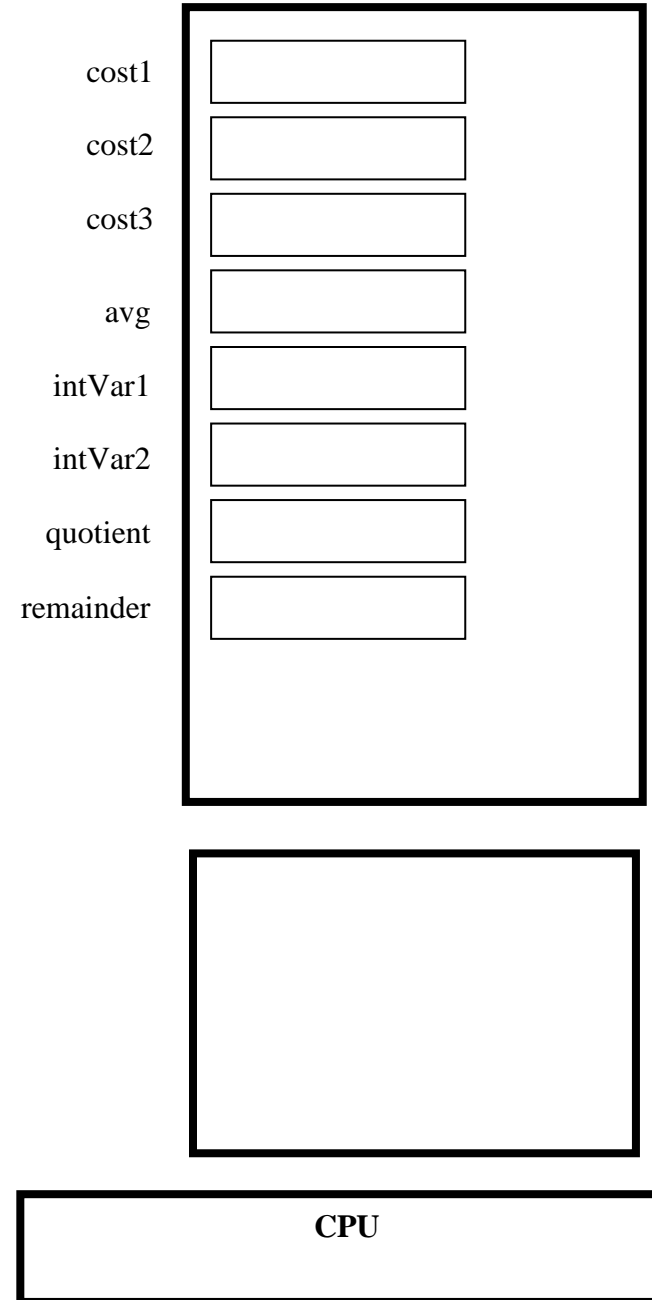 cost1
cost2
cost3
avg
intVar1
intVar2
quotient
remainder
CPU